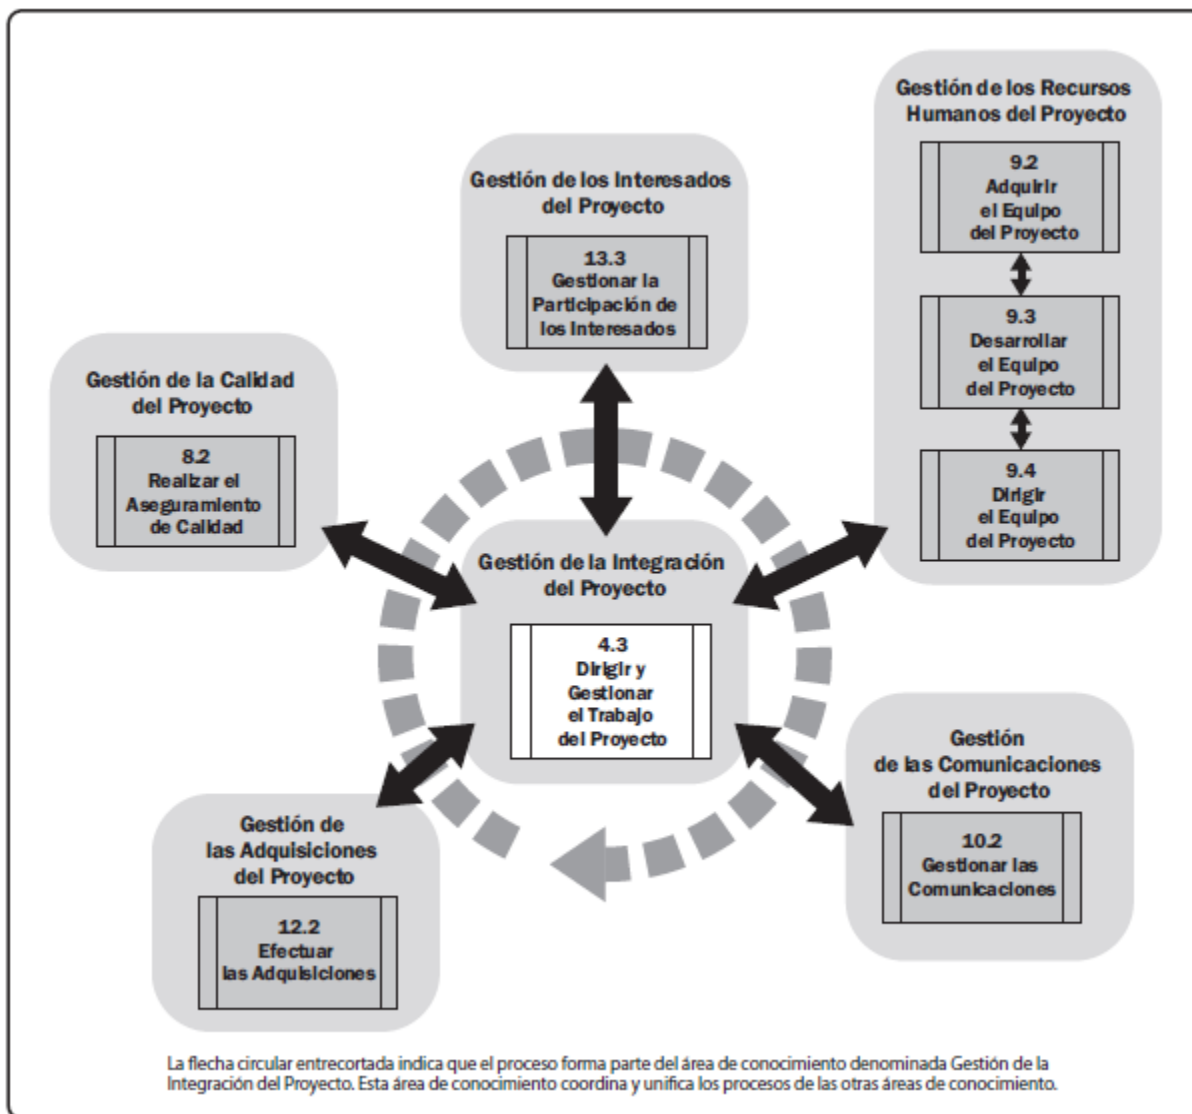 Gestión de los Recursos
Humanos del Proyecto
9.2
Adquirir
el Equipo
del Proyecto
9.3
Desarrollar
el Equipo
del Proyecto
9.4
Dirigir
el Equipo
del Proyecto
Gestión de los Interesados
del Proyecto
13.3
Gestionar la
Participación de
los Interesados
Gestión de la Calidad
del Proyecto
8.2
Realizar el
Aseguramiento
de Calidad
Gestión de la Integración
del Proyecto
4.3
Dirigir y
Gestionar
el Trabajo
del Proyecto
Gestión
de las Comunicaciones
del Proyecto
10.2
Gestionar las
Comunicaciones
Gestión de
las Adquisiciones
del Proyecto
12.2
Efectuar
las Adquisiciones
La flecha circular entrecortada indica que el proceso forma parte del área de conocimiento denominada Gestión de la
Integración del Proyecto. Esta área de conocimiento coordina y unifica los procesos de las otras áreas de conocimiento.